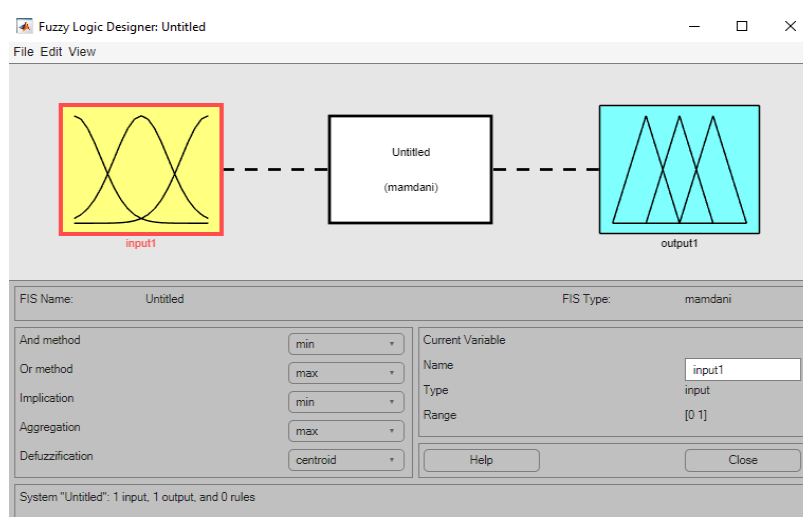 Fuzzy Logic Designer: Untitled
File Edit View
Untitled
(mamdani)
input1
output1
FIS Name: Untitled FIS Type: mamdani
And method min
Or method max
Implication min
Aggregation max
Defuzzification centroid
Current Variable
Name input1
Type input
Range [0 1]
Help Close
System "Untitled": 1 input, 1 output, and 0 rules